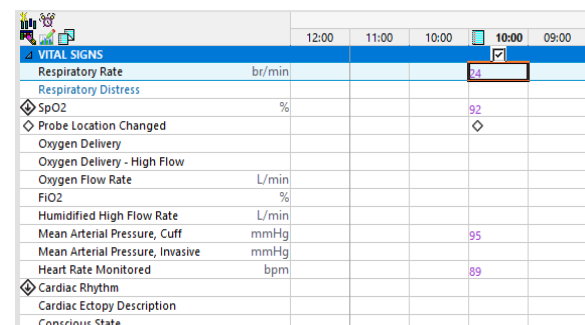 12:00 11:00 10:00 10:00 09:00
VITAL SIGNS
Respiratory Rate br/min 24
Respiratory Distress
SpO2 % 92
Probe Location Changed
Oxygen Delivery
Oxygen Delivery - High Flow
Oxygen Flow Rate L/min
FiO2 %
Humidified High Flow Rate L/min
Mean Arterial Pressure, Cuff mmHg 95
Mean Arterial Pressure, Invasive mmHg
Heart Rate Monitored bpm 89
Cardiac Rhythm
Cardiac Ectopy Description
Conscious State